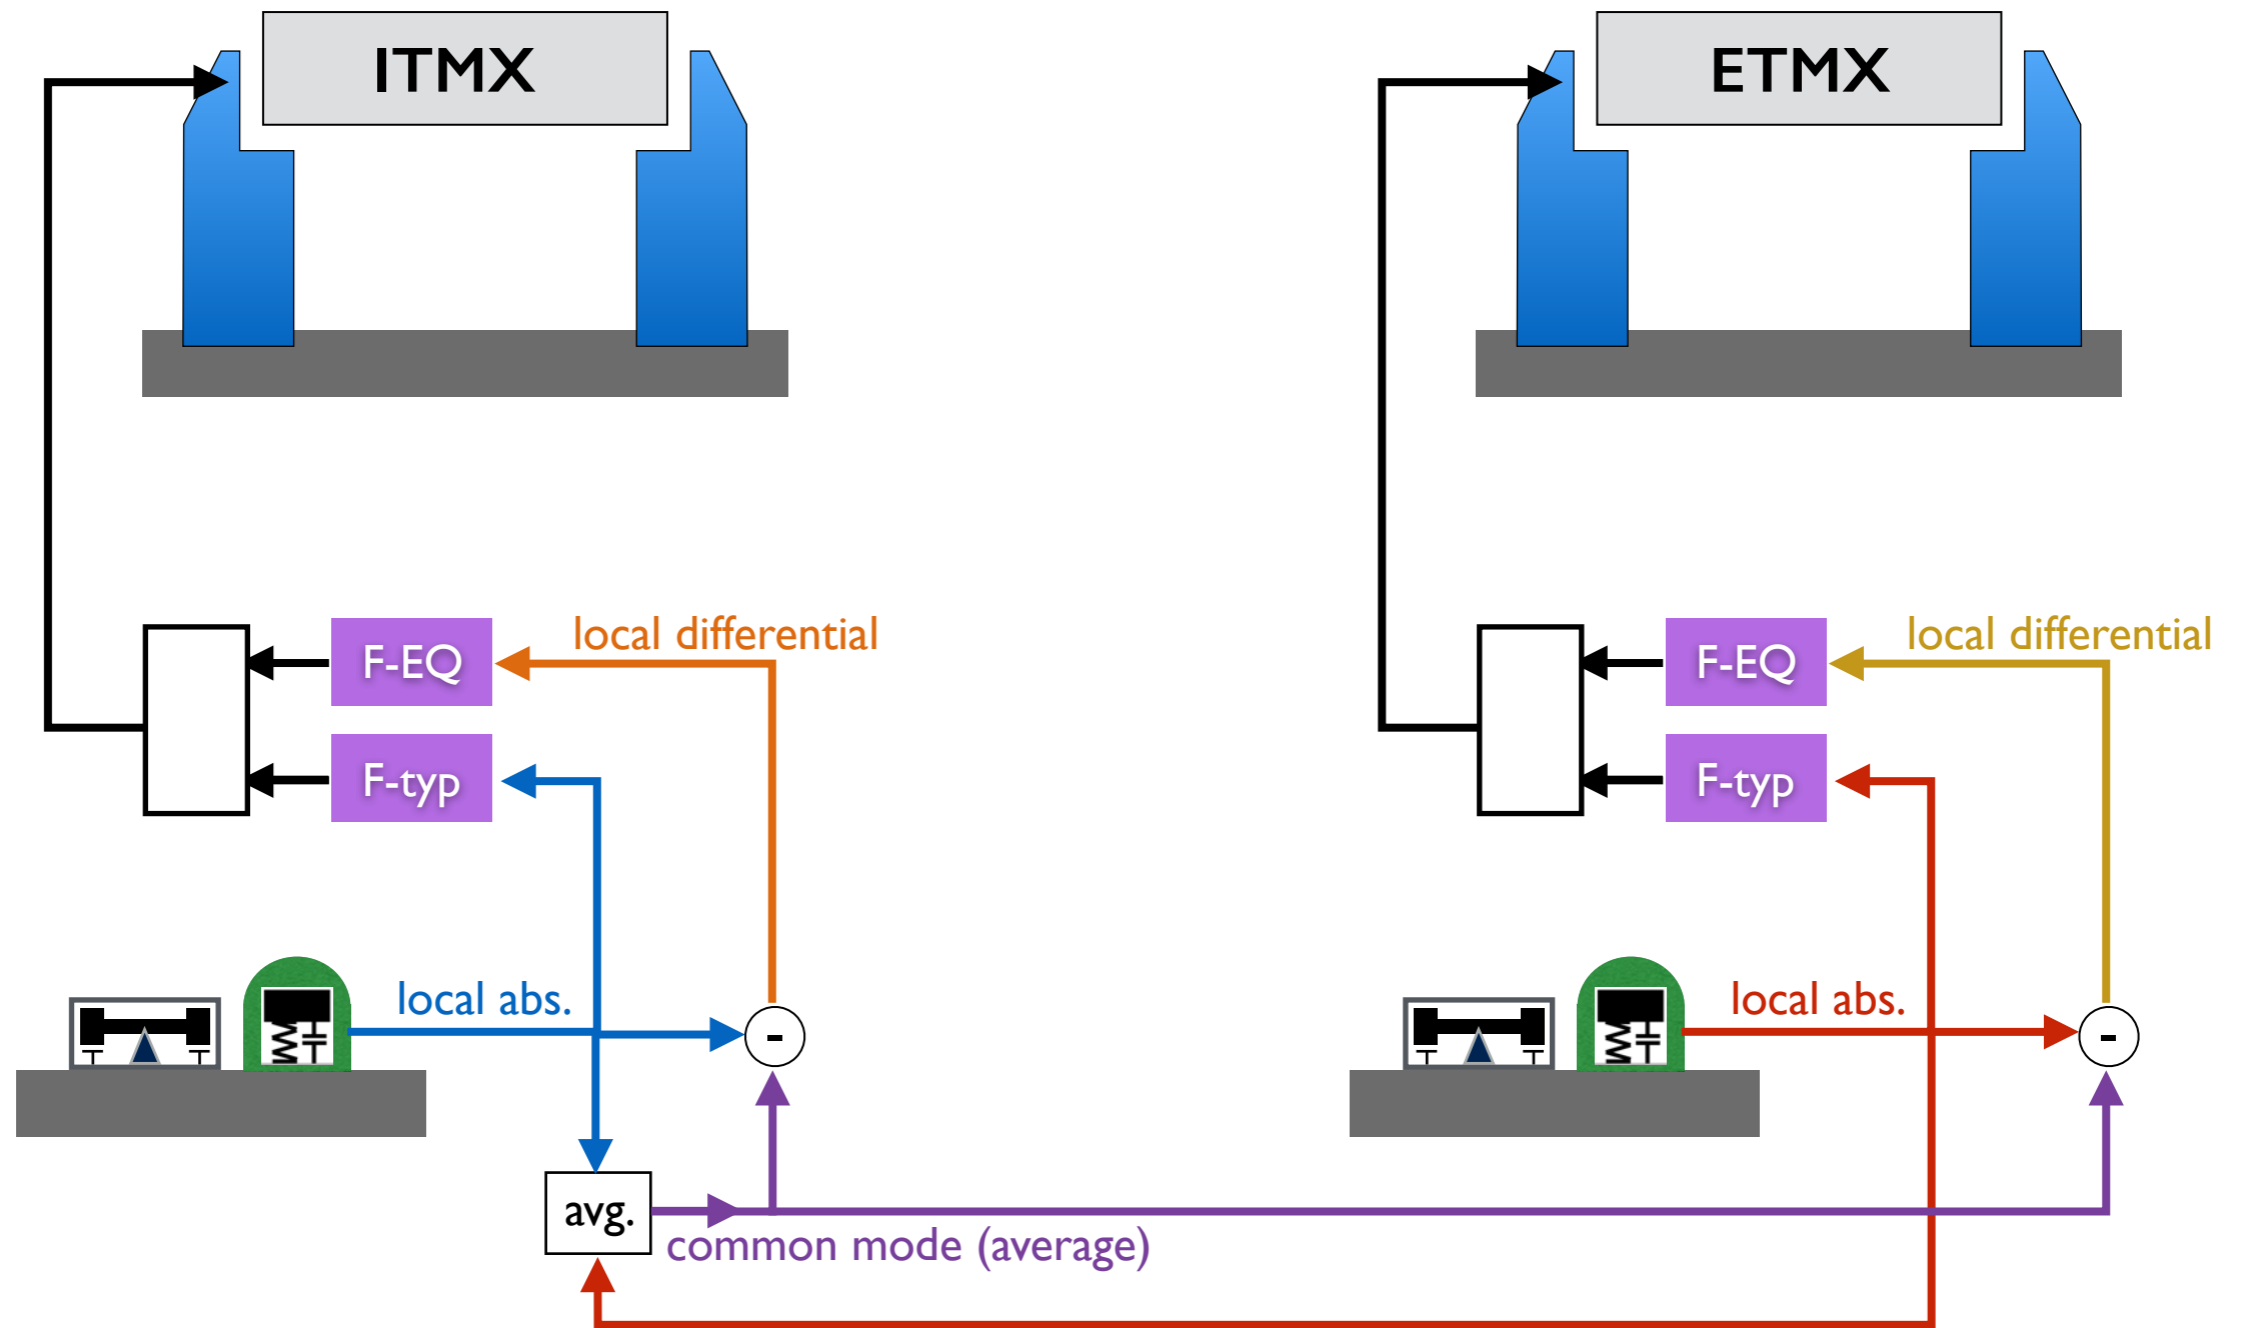 ITMX
ETMX
local differential
local differential
F-EQ
F-EQ
F-typ
F-typ
local abs.
local abs.
-
-
avg.
common mode (average)